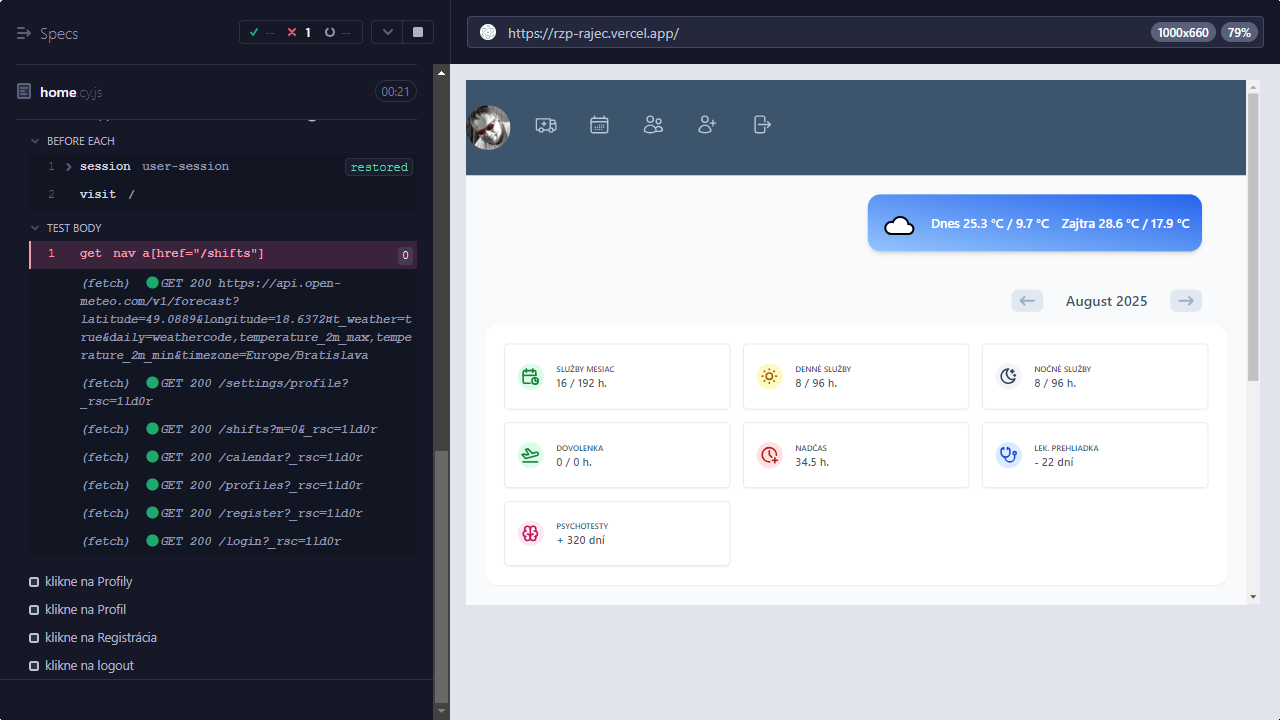 Specs
-- 1 --
https://rzp-rajec.vercel.app/
1000x660 79%
home.cy.js
00:21
BEFORE EACH
1 session user-session restored
2 visit /
TEST BODY
1 get nav a[href="/shifts"] 0
(fetch) GET 200 https://api.open-
meteo.com/v1/forecast?
latitude=49.0889&longitude=18.6372¤t_weather=t
rue&daily=weathercode,temperature_2m_max,tempe
rature_2m_min&timezone=Europe/Bratislava
(fetch) GET 200 /settings/profile?
_rsc=1ld0r
(fetch) GET 200 /shifts?m=0&_rsc=1ld0r
(fetch) GET 200 /calendar?_rsc=1ld0r
(fetch) GET 200 /profiles?_rsc=1ld0r
(fetch) GET 200 /register?_rsc=1ld0r
(fetch) GET 200 /login?_rsc=1ld0r
klikne na Profily
klikne na Profil
klikne na Registrácia
klikne na logout
Dnes 25.3 °C / 9.7 °C Zajtra 28.6 °C / 17.9 °C
August 2025
SLUŽBY MESIAC
16 / 192 h.
DENNÉ SLUŽBY
8 / 96 h.
NOČNÉ SLUŽBY
8 / 96 h.
DOVOLENKA
0 / 0 h.
NADČAS
34.5 h.
LEK. PREHLIADKA
- 22 dní
PSYCHOTESTY
+ 320 dní